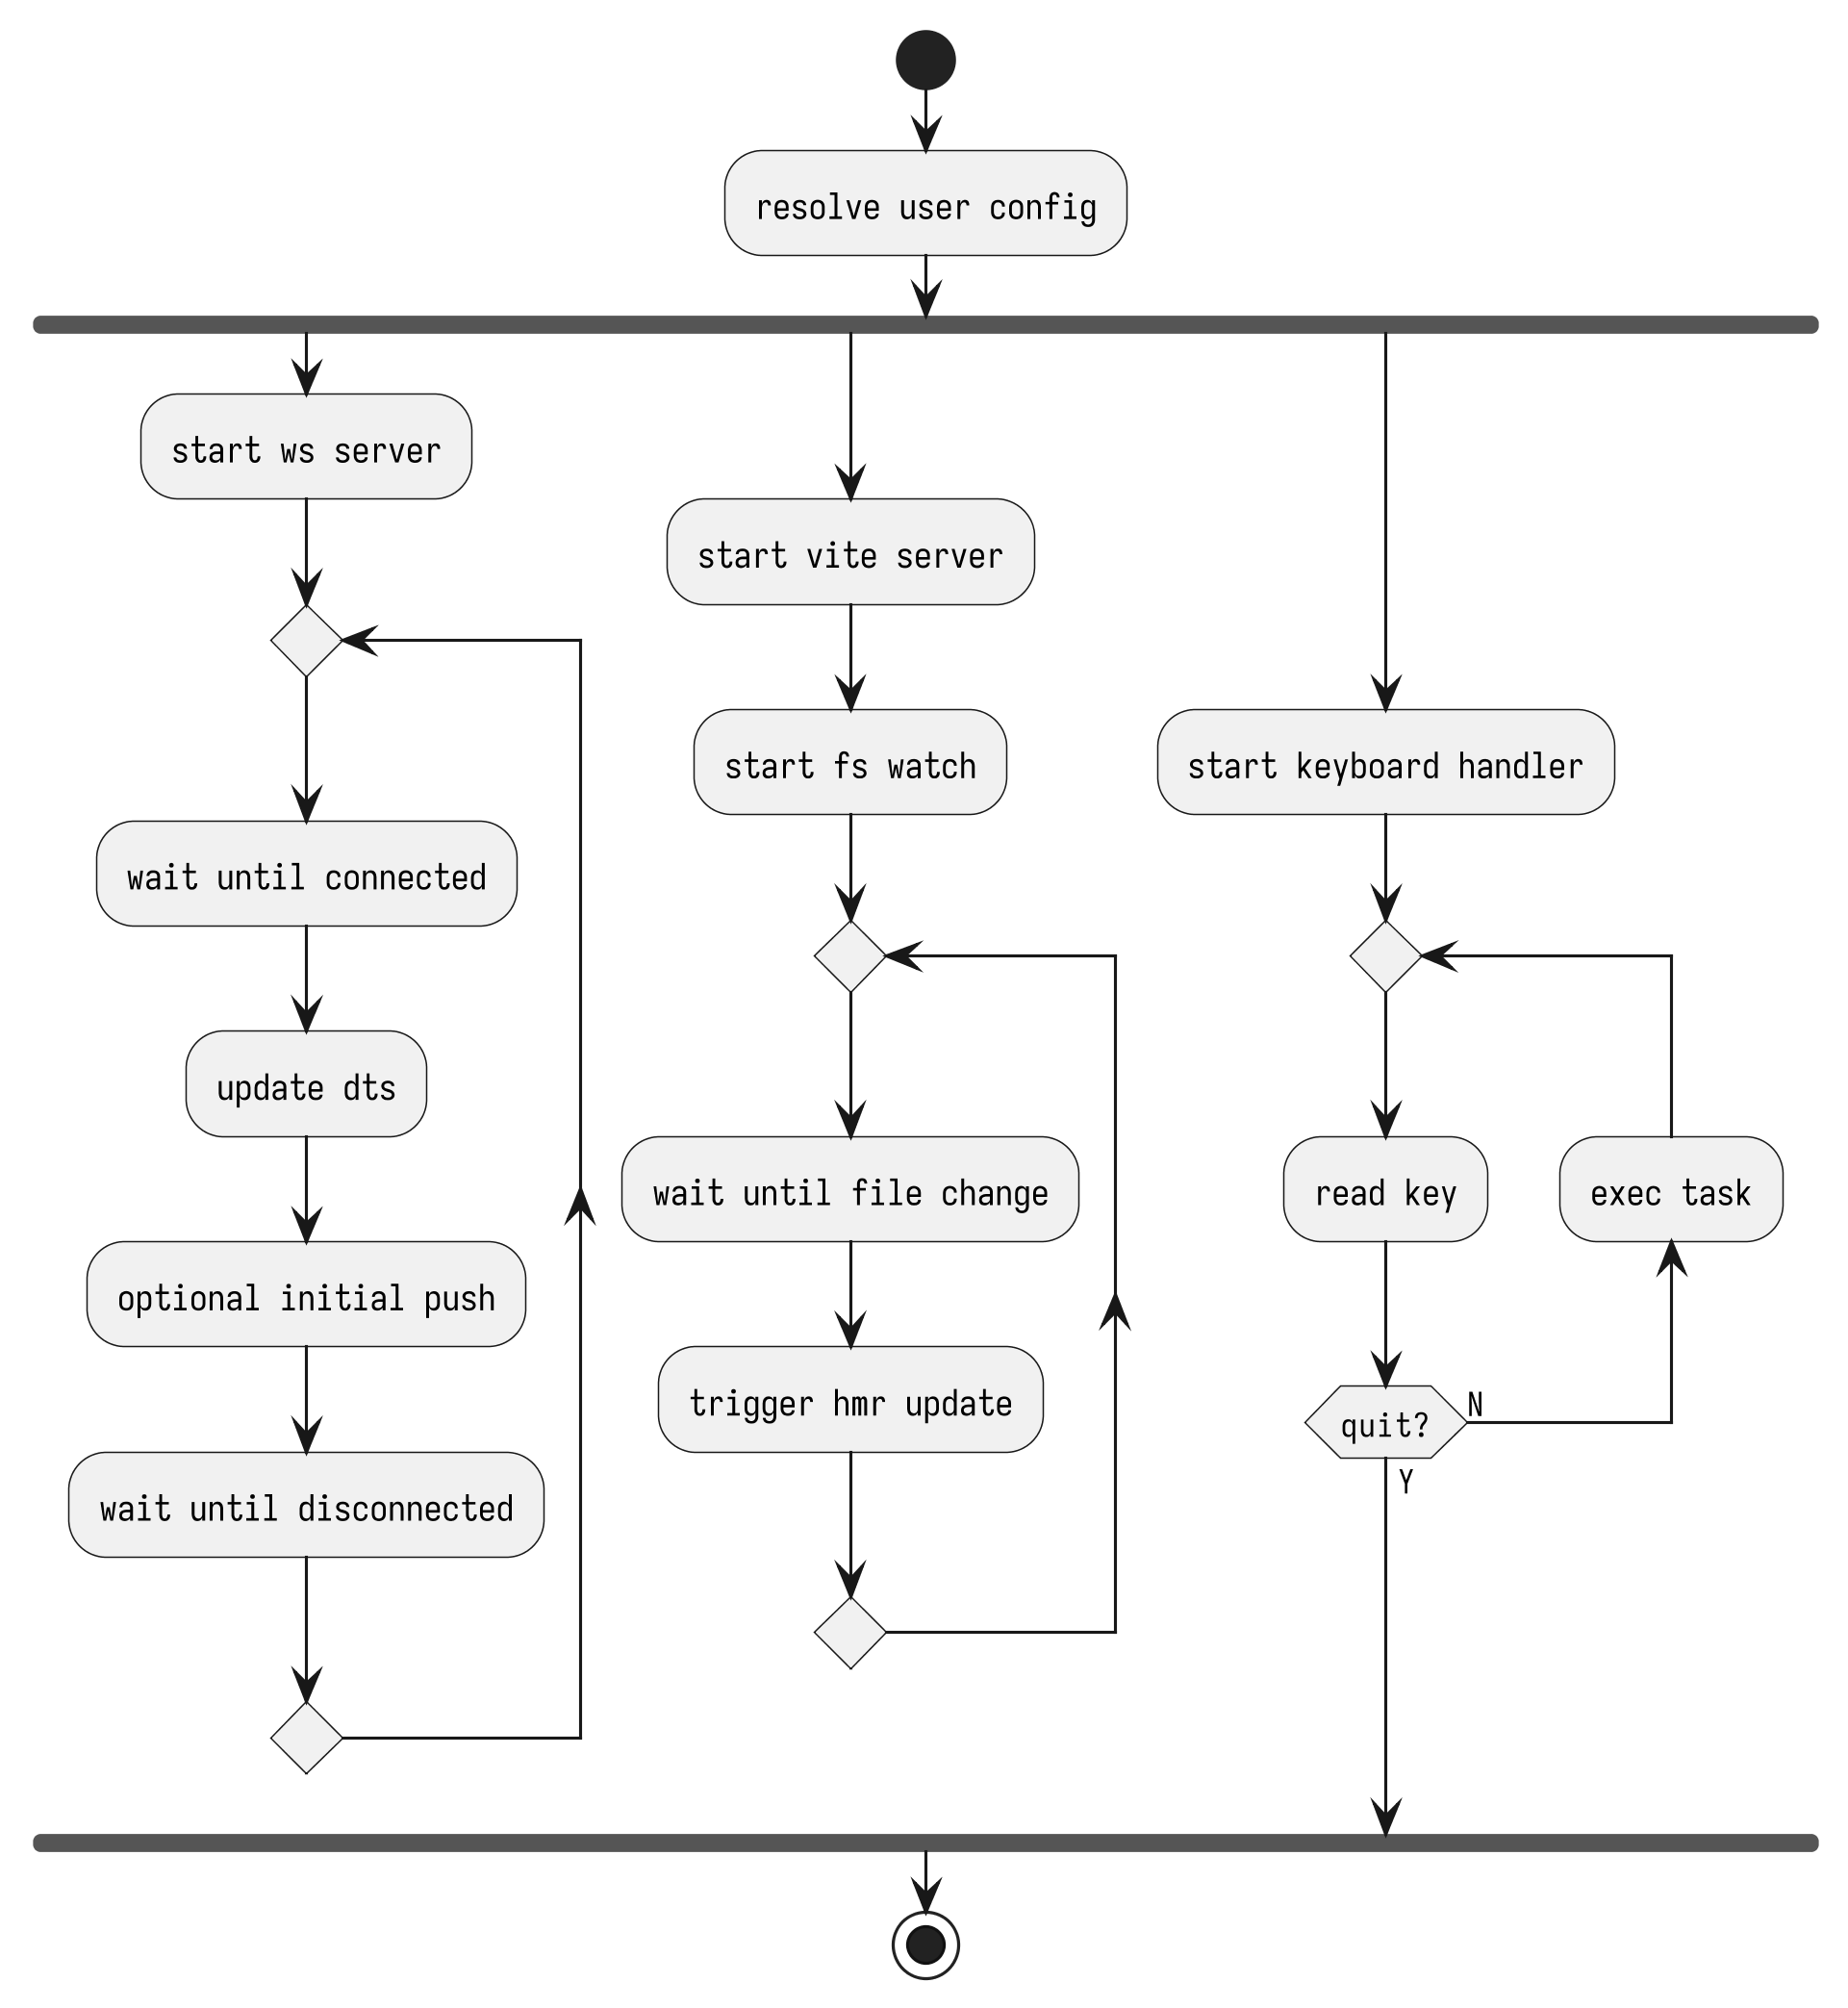 resolve user config
start ws server
wait until connected
update dts
optional initial push
wait until disconnected
start vite server
start fs watch
wait until file change
trigger hmr update
start keyboard handler
read key
exec task
quit?
N
Y